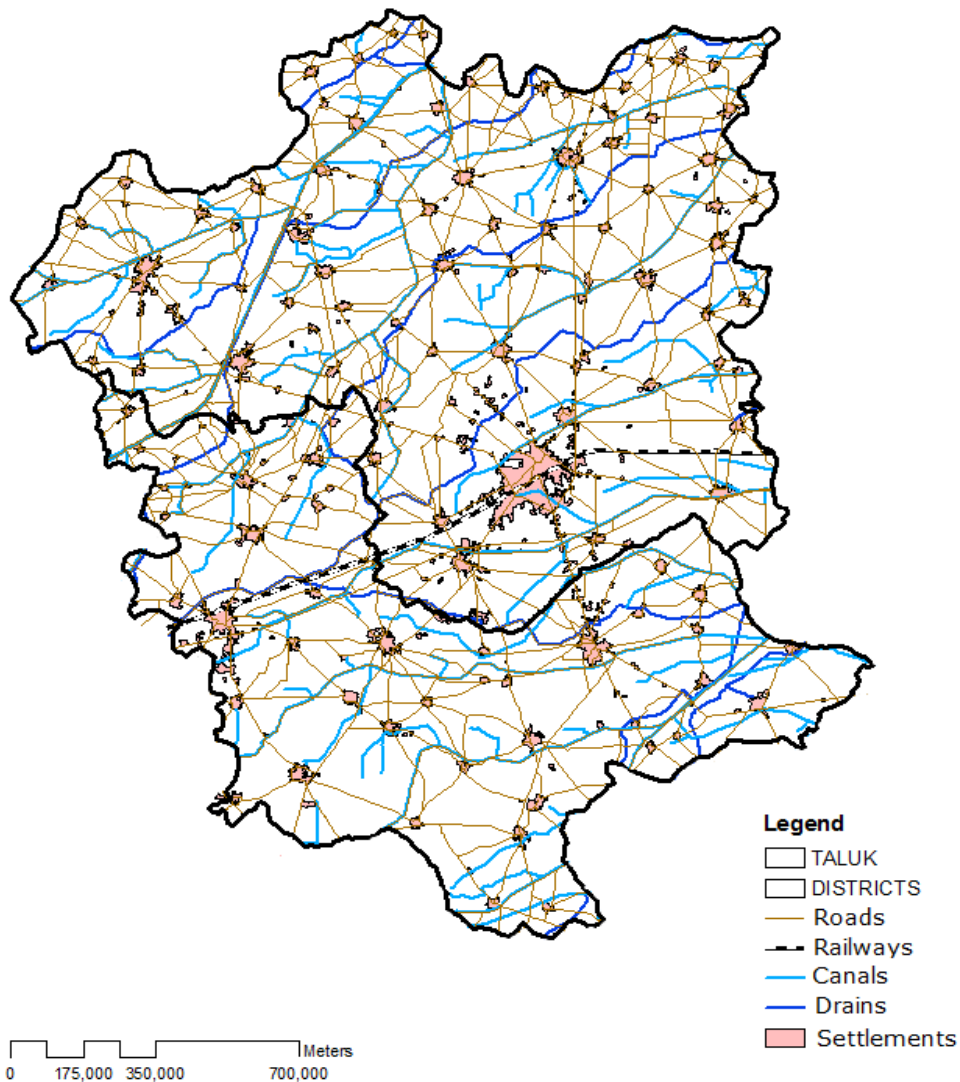 Legend
TALUK
DISTRICTS
Roads
Railways
Canals
Drains
Settlements
Meters
0 175,000 350,000 700,000